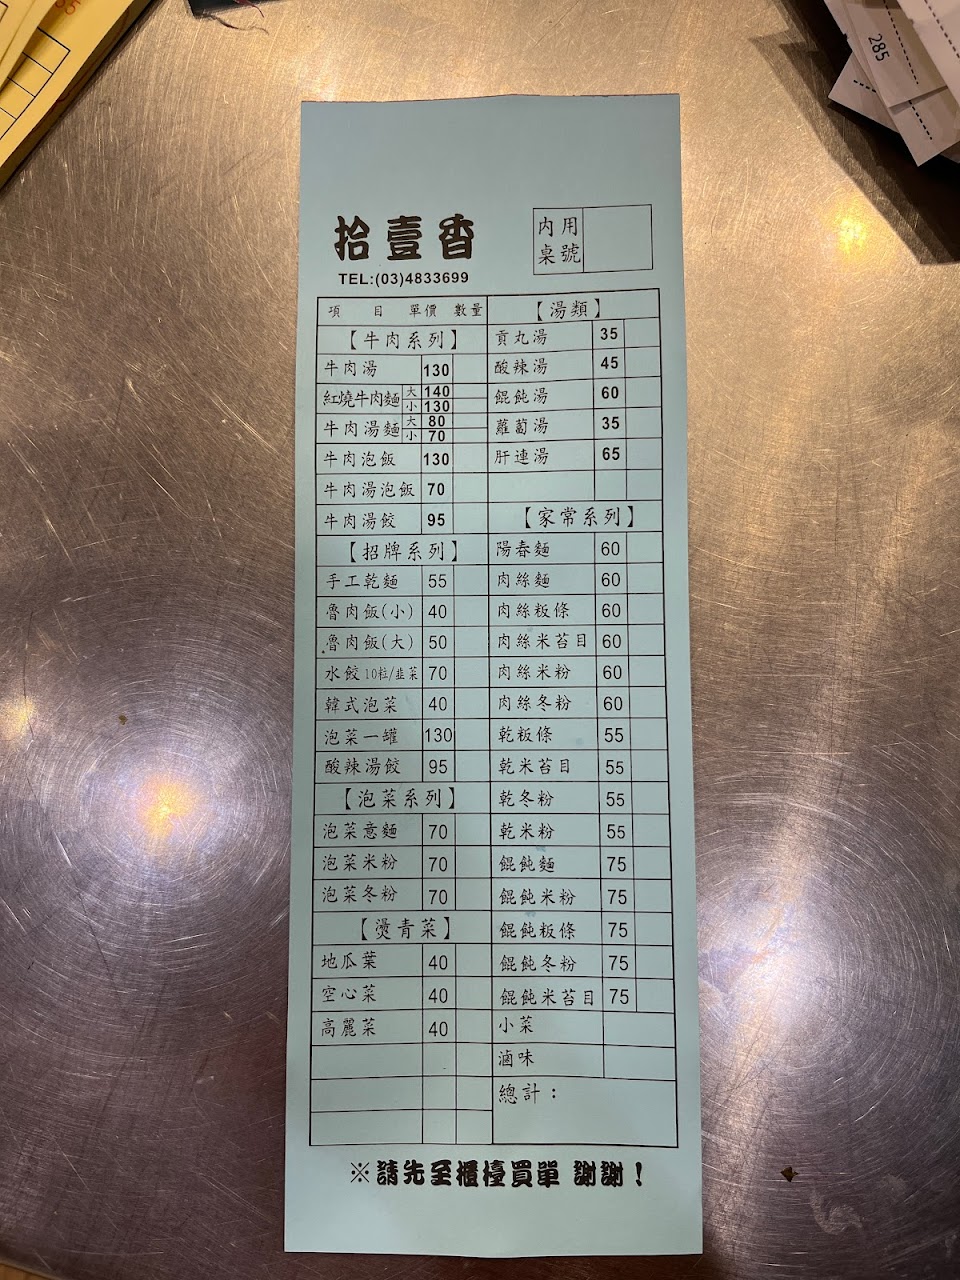 拾壹香
TEL:(03)4833699
內用
桌號
項 目 單價 數量
【牛肉系列】
牛肉湯 130
紅燒牛肉麵 大 140
小 130
牛肉湯麵 大 80
小 70
牛肉泡飯 130
牛肉湯泡飯 70
牛肉湯餃 95
【招牌系列】
手工乾麵 55
魯肉飯(小) 40
魯肉飯(大) 50
水餃10粒/韭菜 70
韓式泡菜 40
泡菜一罐 130
酸辣湯餃 95
【泡菜系列】
泡菜意麵 70
泡菜米粉 70
泡菜冬粉 70
【燙青菜】
地瓜葉 40
空心菜 40
高麗菜 40
【湯類】
貢丸湯 35
酸辣湯 45
餛飩湯 60
蘿蔔湯 35
肝連湯 65
【家常系列】
陽春麵 60
肉絲麵 60
肉絲粄條 60
肉絲米苔目 60
肉絲米粉 60
肉絲冬粉 60
乾粄條 55
乾米苔目 55
乾冬粉 55
乾米粉 55
餛飩麵 75
餛飩米粉 75
餛飩粄條 75
餛飩冬粉 75
餛飩米苔目 75
小菜
滷味
總計：
※請先至櫃檯買單 謝謝！
285